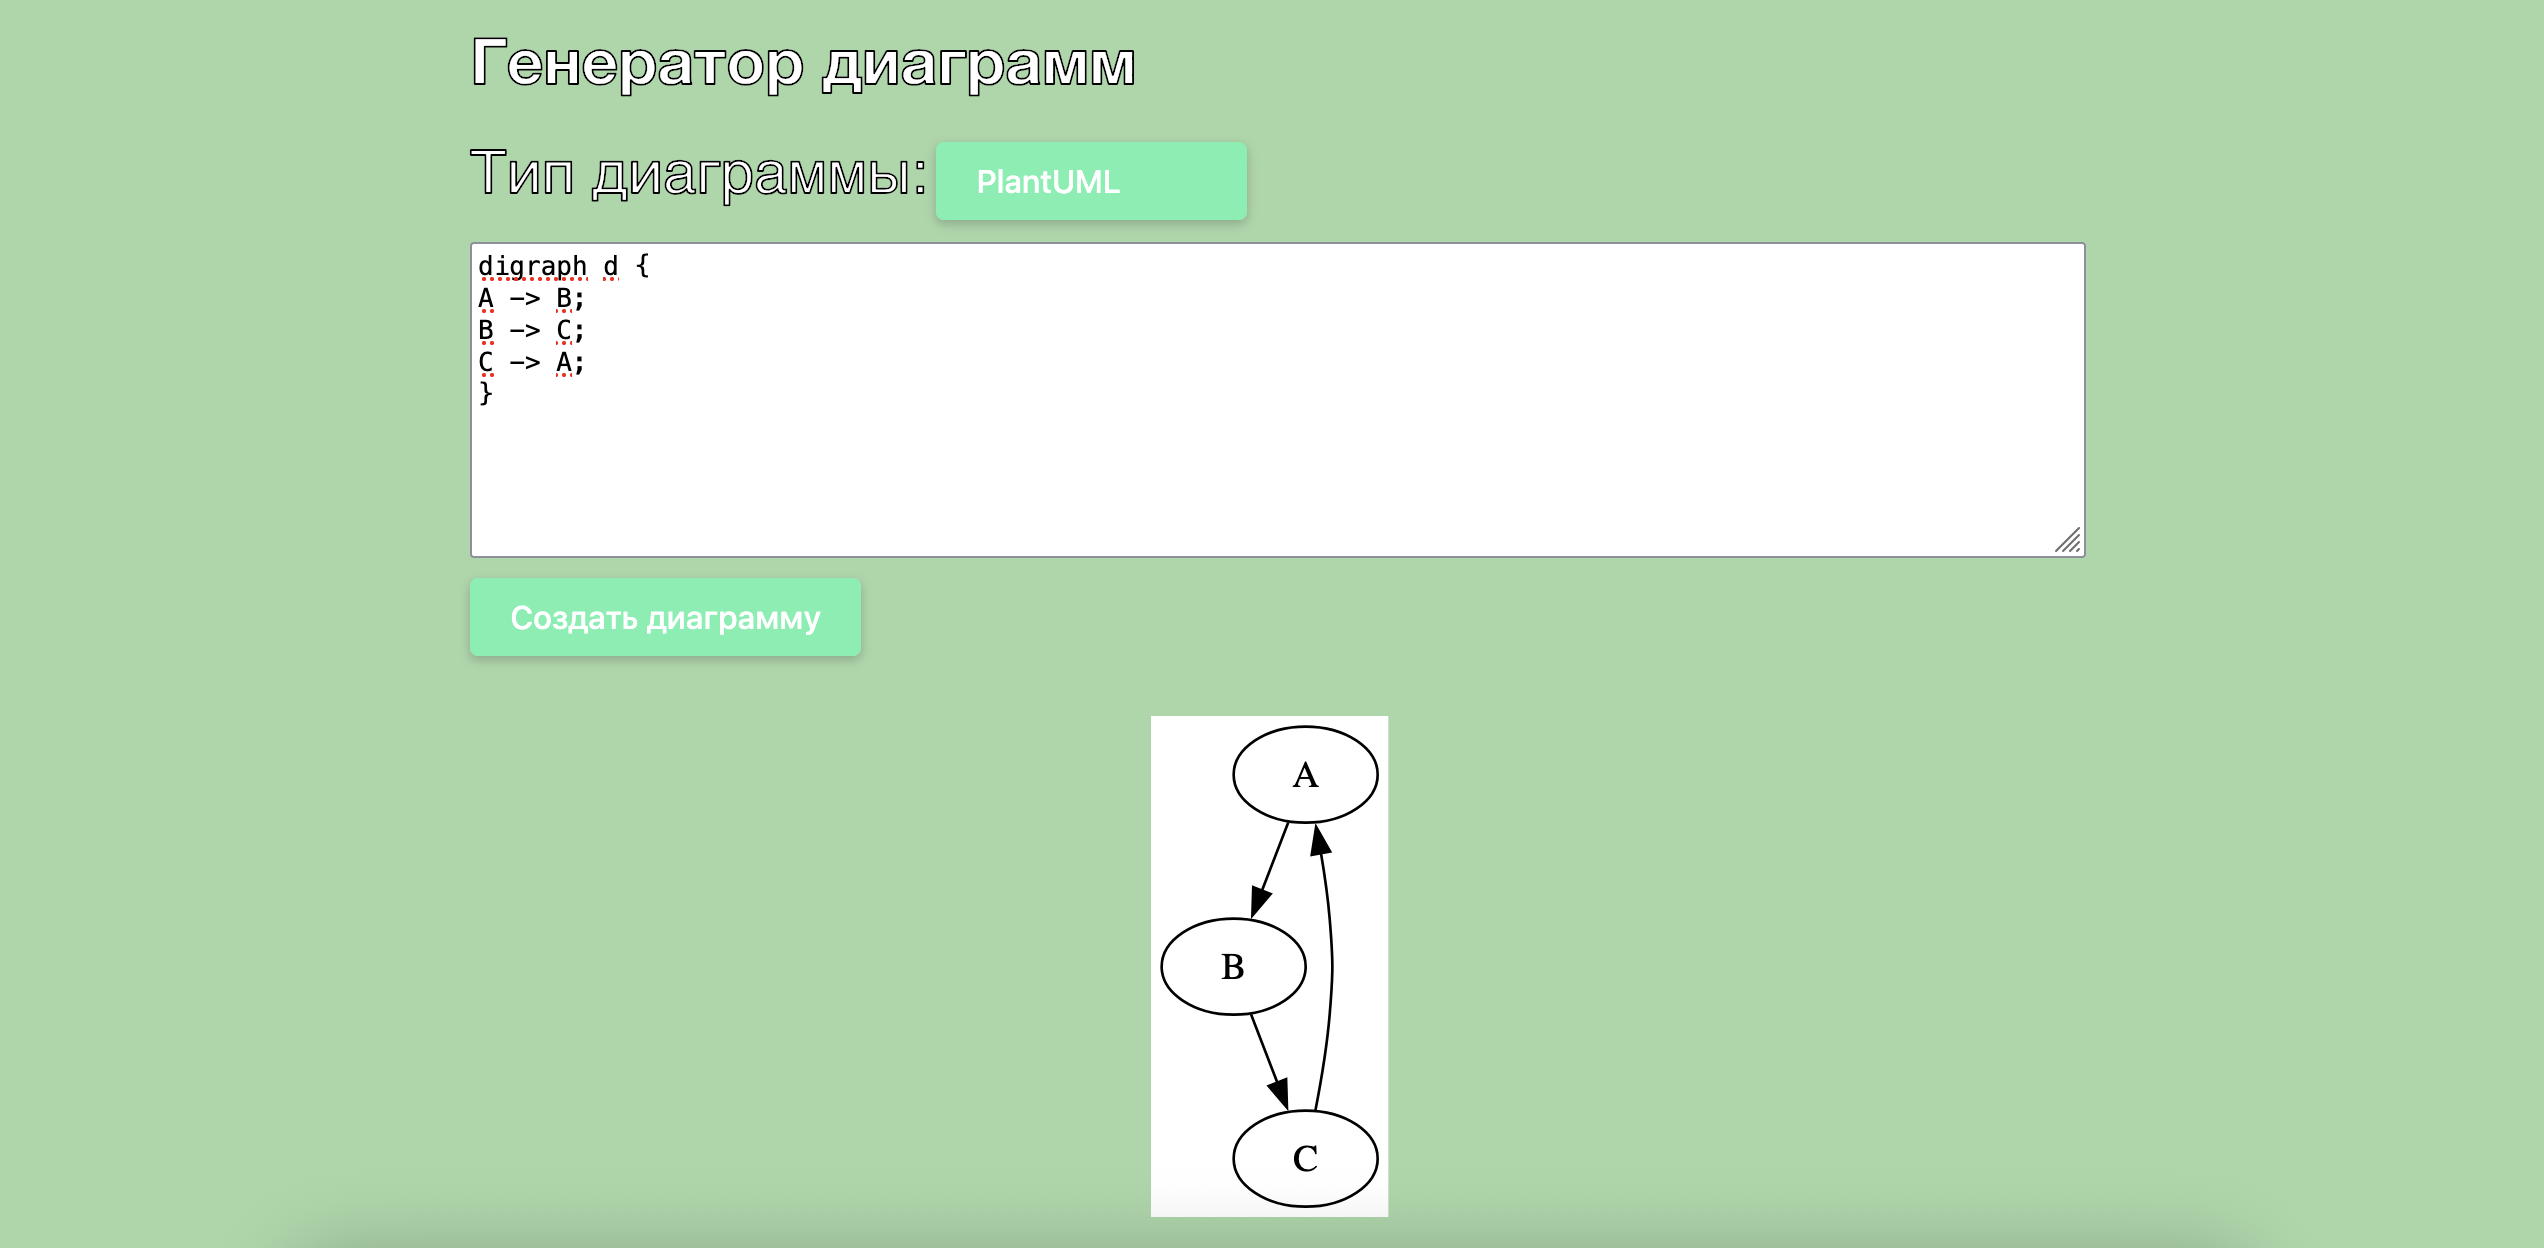 Генератор диаграмм
Тип диаграммы: PlantUML
digraph d {
A -> B;
B -> C;
C -> A;
}
Создать диаграмму
A
B
C